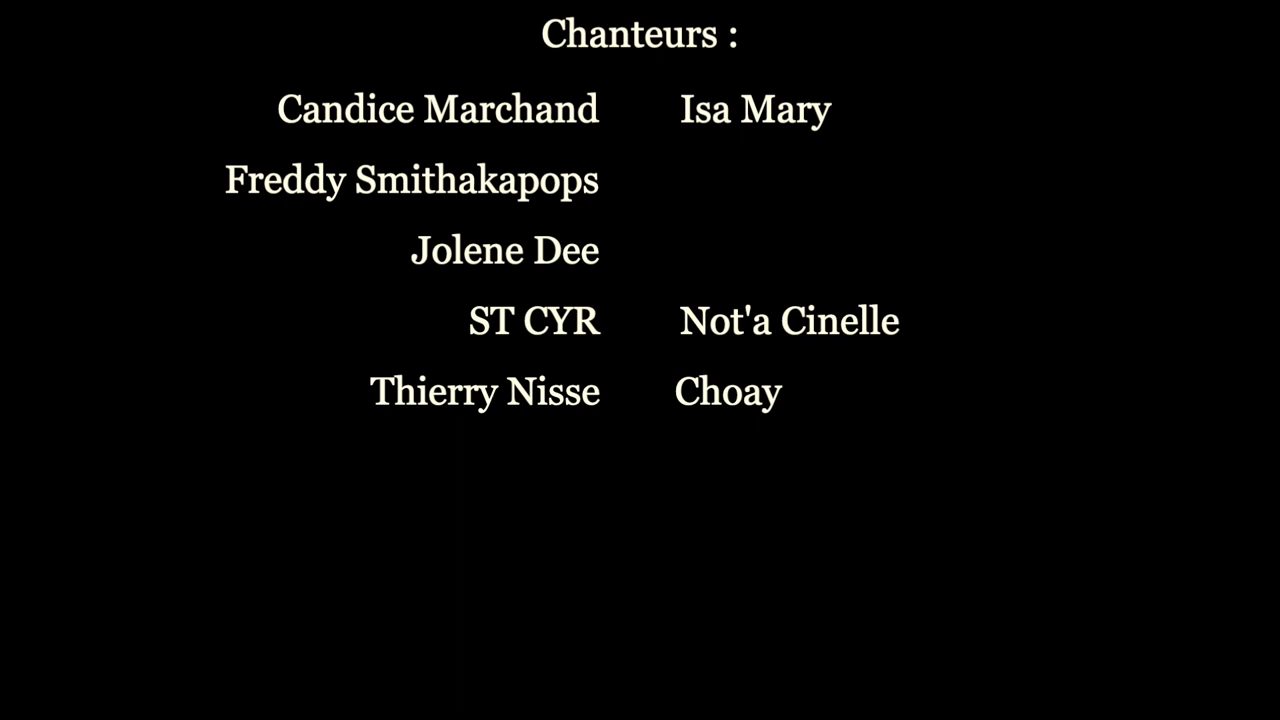 Chanteurs :
Candice Marchand Isa Mary
Freddy Smithakapops
Jolene Dee
ST CYR Not'a Cinelle
Thierry Nisse Choay